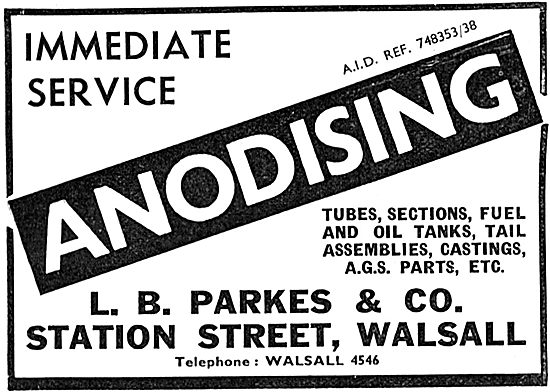 IMMEDIATE
SERVICE
A.I.D. REF. 748353/38
ANODISING
TUBES, SECTIONS, FUEL
AND OIL TANKS, TAIL
ASSEMBLIES, CASTINGS,
A.G.S. PARTS, ETC.
L. B. PARKES & CO.
STATION STREET, WALSALL
Telephone : WALSALL 4546